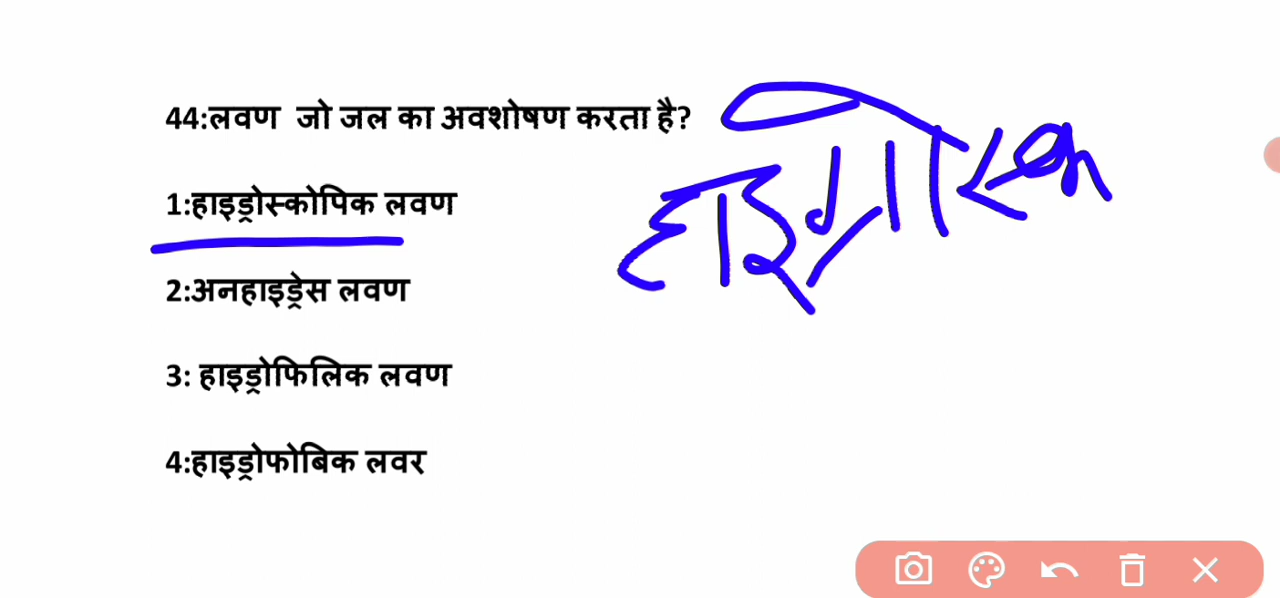 44:लवण जो जल का अवशोषण करता है?
हाइग्रोस्क
1:हाइड्रोस्कोपिक लवण
2:अनहाइड्रेस लवण
3: हाइड्रोफिलिक लवण
4:हाइड्रोफोबिक लवर